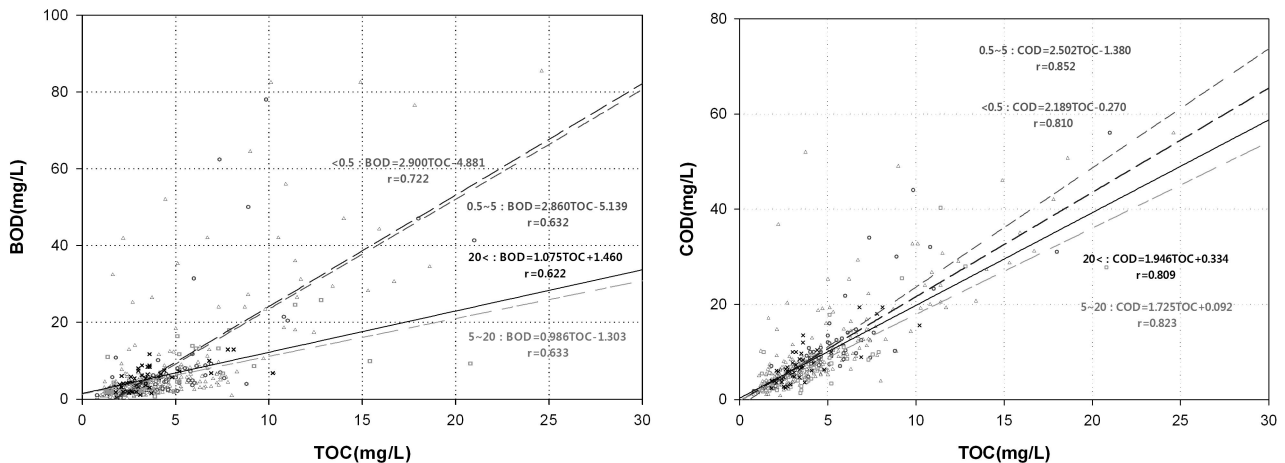 100
80
60
40
20
0
BOD(mg/L)
<0.5 : BOD=2.900TOC-4.881
r=0.722
0.5~5 : BOD=2.860TOC-5.139
r=0.632
20< : BOD=1.075TOC+1.460
r=0.622
5~20 : BOD=0.986TOC-1.303
r=0.633
0 5 10 15 20 25 30
TOC(mg/L)
80
60
40
20
0
COD(mg/L)
0.5~5 : COD=2.502TOC-1.380
r=0.852
<0.5 : COD=2.189TOC-0.270
r=0.810
20< : COD=1.946TOC+0.334
r=0.809
5~20 : COD=1.725TOC+0.092
r=0.823
0 5 10 15 20 25 30
TOC(mg/L)